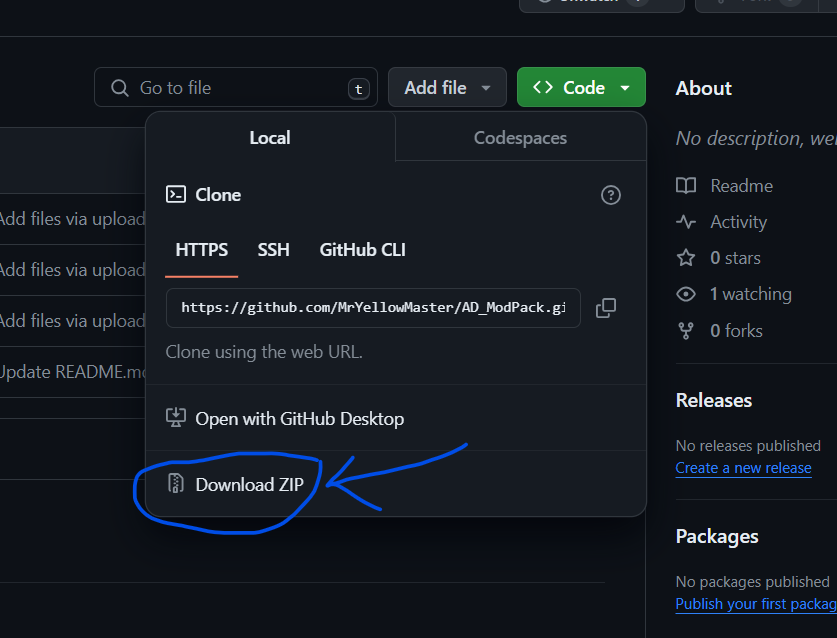 Go to file
t
Add file
Code
About
Local
Codespaces
No description,
Clone
Readme
Add files via upload
Activity
HTTPS
SSH
GitHub CLI
0 stars
Add files via upload
https://github.com/MrYellowMaster/AD_ModPack.gi
1 watching
Add files via upload
0 forks
Clone using the web URL.
Update README.m
Releases
Open with GitHub Desktop
No releases published
Create a new release
Download ZIP
Packages
No packages published
Publish your first packag